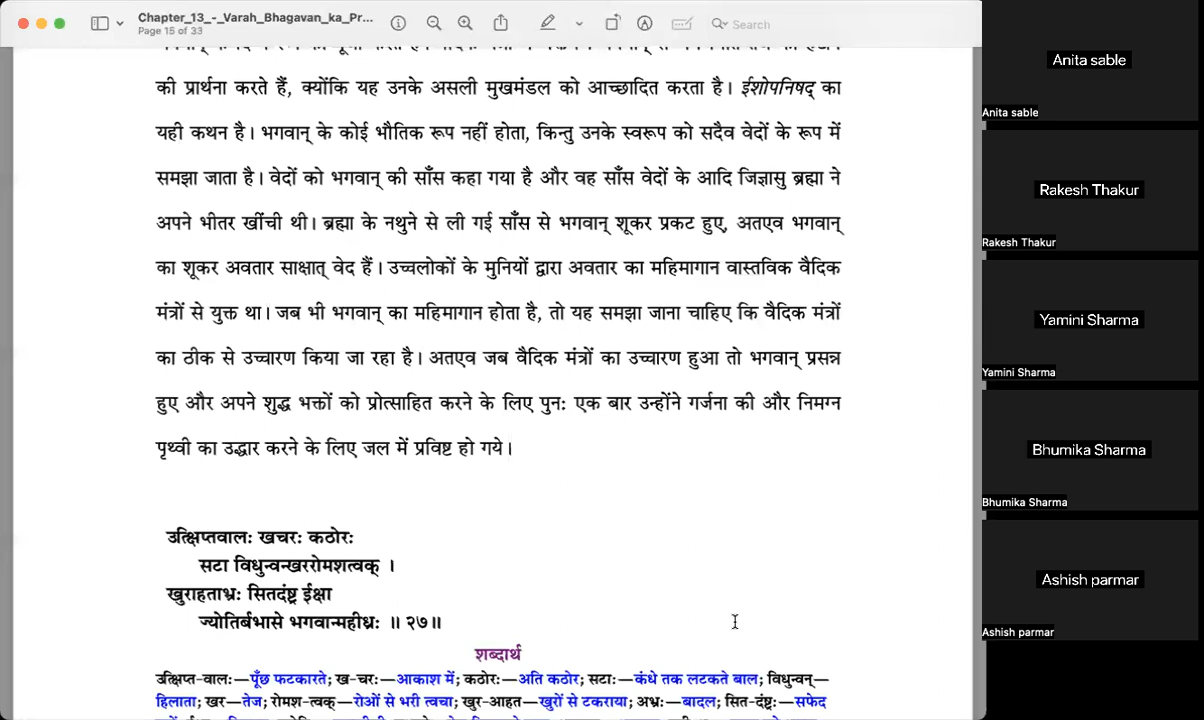 Chapter_13_-_Varah_Bhagavan_ka_Pr...
Page 15 of 33
Search
की प्रार्थना करते हैं, क्योंकि यह उनके असली मुखमंडल को आच्छादित करता है। ईशोपनिषद् का
यही कथन है। भगवान् के कोई भौतिक रूप नहीं होता, किन्तु उनके स्वरूप को सदैव वेदों के रूप में
समझा जाता है। वेदों को भगवान् की साँस कहा गया है और वह साँस वेदों के आदि जिज्ञासु ब्रह्मा ने
अपने भीतर खींची थी। ब्रह्मा के नथुने से ली गई साँस से भगवान् शूकर प्रकट हुए, अतएव भगवान्
का शूकर अवतार साक्षात् वेद हैं। उच्चलोकों के मुनियों द्वारा अवतार का महिमागान वास्तविक वैदिक
मंत्रों से युक्त था। जब भी भगवान् का महिमागान होता है, तो यह समझा जाना चाहिए कि वैदिक मंत्रों
का ठीक से उच्चारण किया जा रहा है। अतएव जब वैदिक मंत्रों का उच्चारण हुआ तो भगवान् प्रसन्न
हुए और अपने शुद्ध भक्तों को प्रोत्साहित करने के लिए पुनः एक बार उन्होंने गर्जना की और निमग्न
पृथ्वी का उद्धार करने के लिए जल में प्रविष्ट हो गये।
उत्क्षिप्तवालः खचरः कठोरः
सटा विधुन्वन्खररोमशत्वक् ।
खुराहताभ्रः सितदंष्ट्र ईक्षा
ज्योतिर्बभासे भगवान्महीध्रः ॥ २७॥
शब्दार्थ
उत्क्षिप्त-वालः—पूँछ फटकारते; ख-चरः—आकाश में; कठोरः—अति कठोर; सटाः—कंधे तक लटकते बाल; विधुन्वन्—
हिलाता; खर—तेज; रोमश-त्वक्—रोओं से भरी त्वचा; खुर-आहत—खुरों से टकराया; अभ्रः—बादल; सित-दंष्ट्रः—सफेद
Anita sable
Anita sable
Rakesh Thakur
Rakesh Thakur
Yamini Sharma
Yamini Sharma
Bhumika Sharma
Bhumika Sharma
Ashish parmar
Ashish parmar